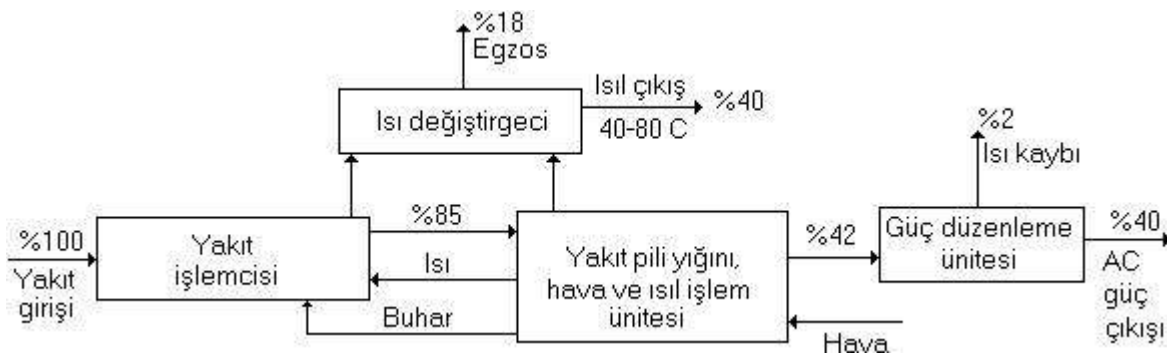 %18
Egzos
Isıl çıkış
%40
Isı değiştirgeci
40-80 C
%2
Isı kaybı
%85
%100
Yakıt
işlemcisi
Yakıt
girişi
Isı
Buhar
Yakıt pili yığını,
hava ve ısıl işlem
ünitesi
%42
Güç düzenleme
ünitesi
%40
AC
güç
çıkışı
Hava